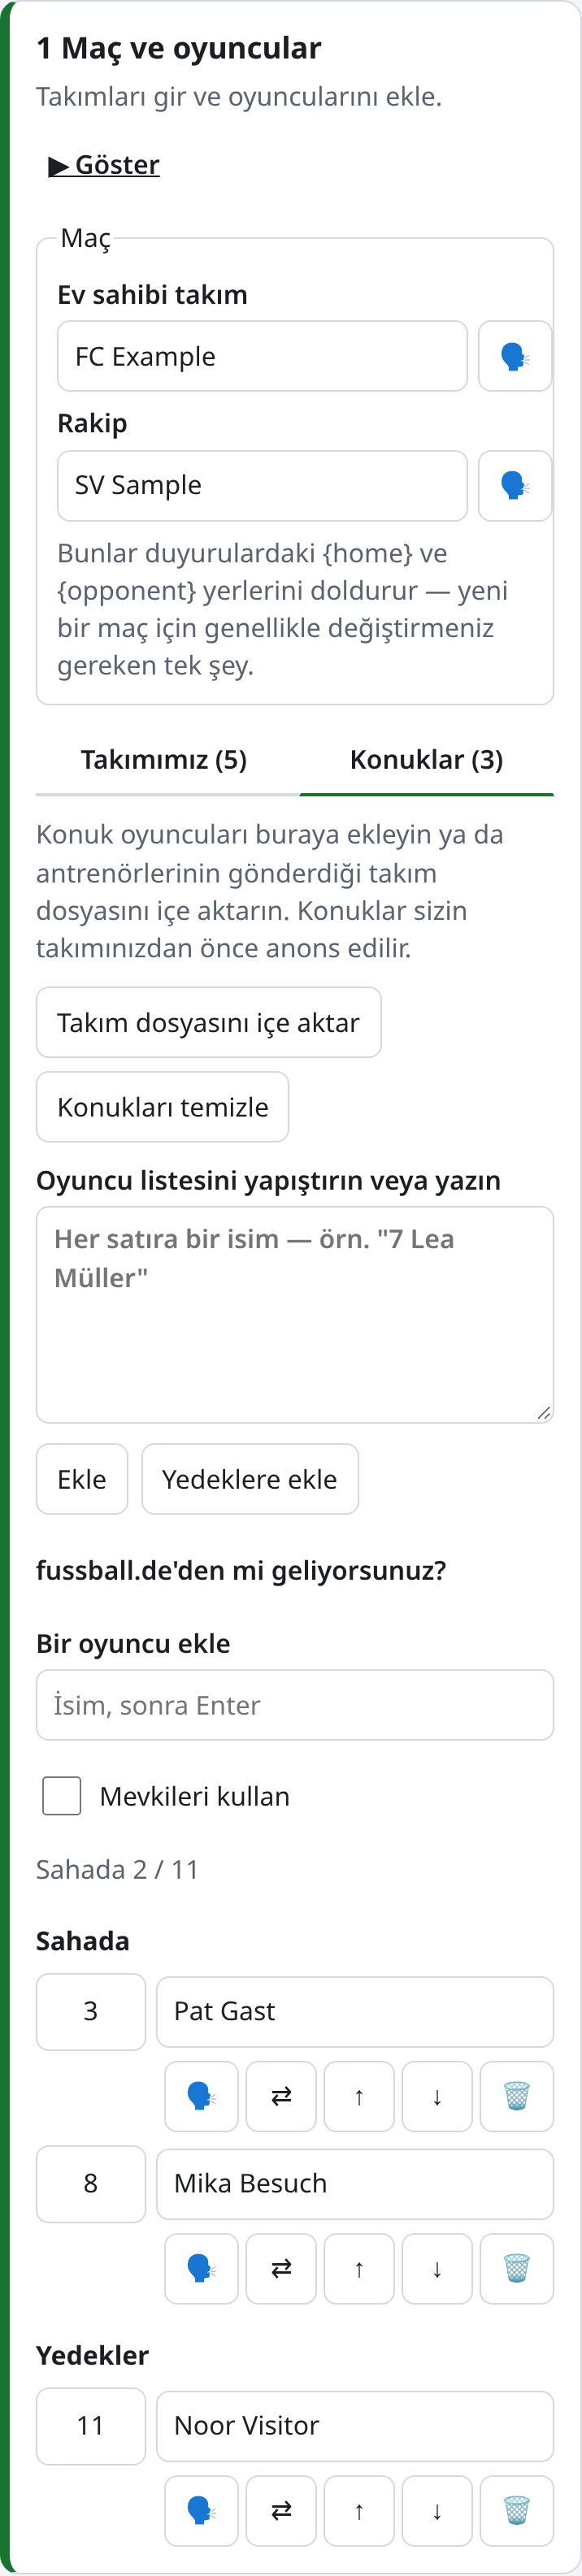 1 Maç ve oyuncular
Takımları gir ve oyuncularını ekle.
▶ Göster
Maç
Ev sahibi takım
FC Example
Rakip
SV Sample
Bunlar duyurulardaki {home} ve
{opponent} yerlerini doldurur — yeni
bir maç için genellikle değiştirmeniz
gereken tek şey.
Takımımız (5) Konuklar (3)
Konuk oyuncuları buraya ekleyin ya da
antrenörlerinin gönderdiği takım
dosyasını içe aktarın. Konuklar sizin
takımınızdan önce anons edilir.
Takım dosyasını içe aktar
Konukları temizle
Oyuncu listesini yapıştırın veya yazın
Her satıra bir isim — örn. "7 Lea
Müller"
Ekle Yedeklere ekle
fussball.de'den mi geliyorsunuz?
Bir oyuncu ekle
İsim, sonra Enter
Mevkileri kullan
Sahada 2 / 11
Sahada
3 Pat Gast
⇄ ↑ ↓
8 Mika Besuch
⇄ ↑ ↓
Yedekler
11 Noor Visitor
⇄ ↑ ↓